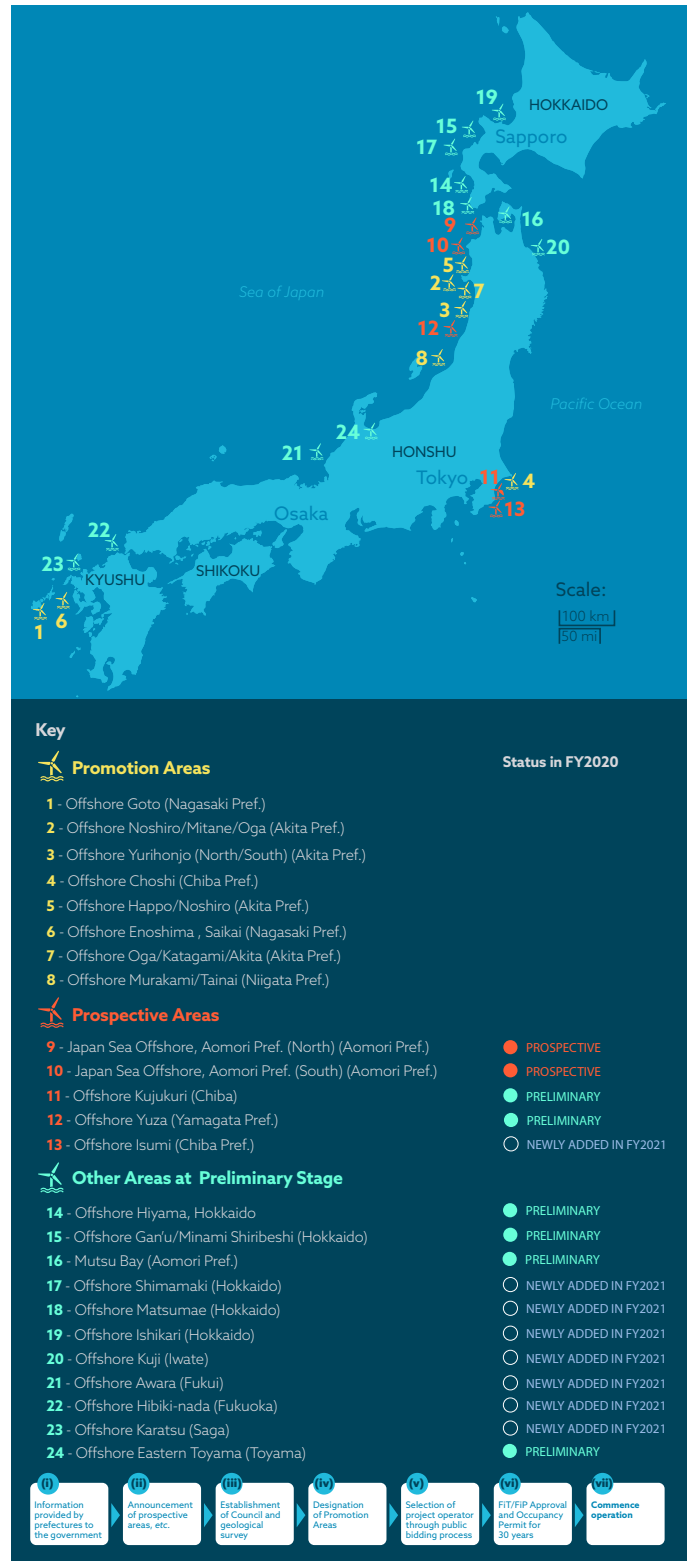 19
HOKKAIDO
15
Sapporo
17
14
18
16
9
10
20
5
2
7
Sea of Japan
3
12
8
Pacific Ocean
24
21
HONSHU
11
Tokyo
4
Osaka
13
22
23
KYUSHU
SHIKOKU
Scale:
1
6
100 km
50 mi
Key
Promotion Areas
Status in FY2020
1 - Offshore Goto (Nagasaki Pref.)
2 - Offshore Noshiro/Mitane/Oga (Akita Pref.)
3 - Offshore Yurihonjo (North/South) (Akita Pref.)
4 - Offshore Choshi (Chiba Pref.)
5 - Offshore Happo/Noshiro (Akita Pref.)
6 - Offshore Enoshima , Saikai (Nagasaki Pref.)
7 - Offshore Oga/Katagami/Akita (Akita Pref.)
8 - Offshore Murakami/Tainai (Niigata Pref.)
Prospective Areas
9 - Japan Sea Offshore, Aomori Pref. (North) (Aomori Pref.) PROSPECTIVE
10 - Japan Sea Offshore, Aomori Pref. (South) (Aomori Pref.) PROSPECTIVE
11 - Offshore Kujukuri (Chiba) PRELIMINARY
12 - Offshore Yuza (Yamagata Pref.) PRELIMINARY
13 - Offshore Isumi (Chiba Pref.) NEWLY ADDED IN FY2021
Other Areas at Preliminary Stage
14 - Offshore Hiyama, Hokkaido PRELIMINARY
15 - Offshore Gan'u/Minami Shiribeshi (Hokkaido) PRELIMINARY
16 - Mutsu Bay (Aomori Pref.) PRELIMINARY
17 - Offshore Shimamaki (Hokkaido) NEWLY ADDED IN FY2021
18 - Offshore Matsumae (Hokkaido) NEWLY ADDED IN FY2021
19 - Offshore Ishikari (Hokkaido) NEWLY ADDED IN FY2021
20 - Offshore Kuji (Iwate) NEWLY ADDED IN FY2021
21 - Offshore Awara (Fukui) NEWLY ADDED IN FY2021
22 - Offshore Hibiki-nada (Fukuoka) NEWLY ADDED IN FY2021
23 - Offshore Karatsu (Saga) NEWLY ADDED IN FY2021
24 - Offshore Eastern Toyama (Toyama) PRELIMINARY
(i)
Information
provided by
prefectures to
the government
(ii)
Announcement
of prospective
areas, etc.
(iii)
Establishment
of Council and
geological
survey
(iv)
Designation
of Promotion
Areas
(v)
Selection of
project operator
through public
bidding process
(vi)
FiT/FiP Approval
and Occupancy
Permit for
30 years
(vii)
Commence
operation